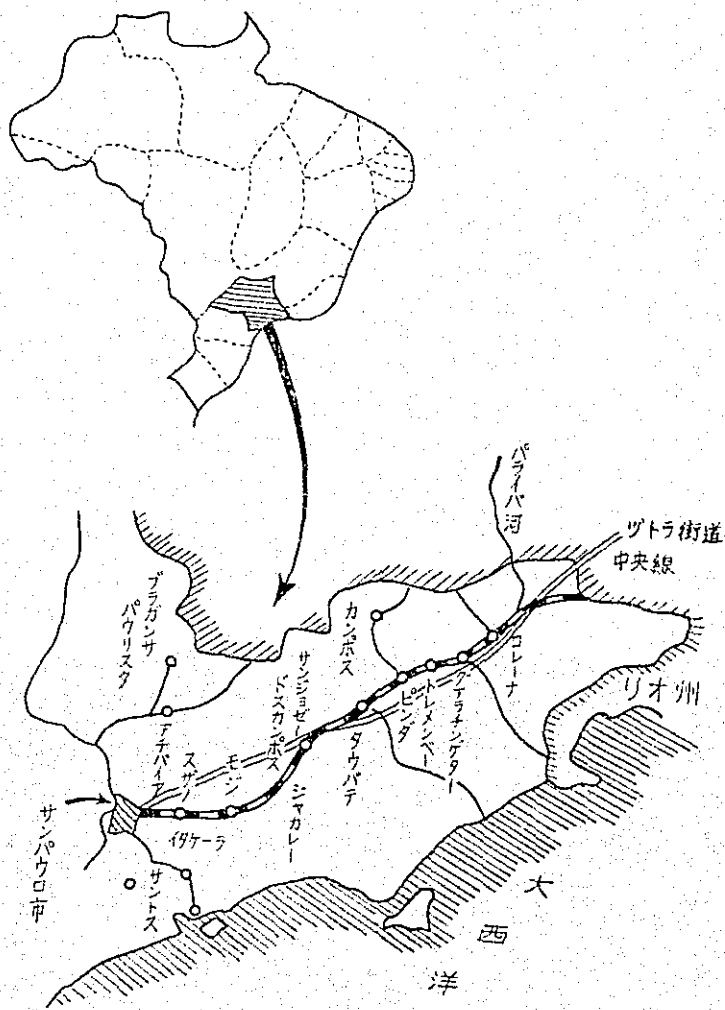 パライバ河
ヅトラ街道
中央線
ブラガンサ
パウリスタ
カンポス
サンジョゼー
ドスカンポス
ロレーナ
グアラチンゲター
トレメンベー
ピンダ
タウバテ
リオ州
アチバイア
スザノ
モジ
ジャカレー
イタケーラ
サンパウロ市
サントス
大西洋